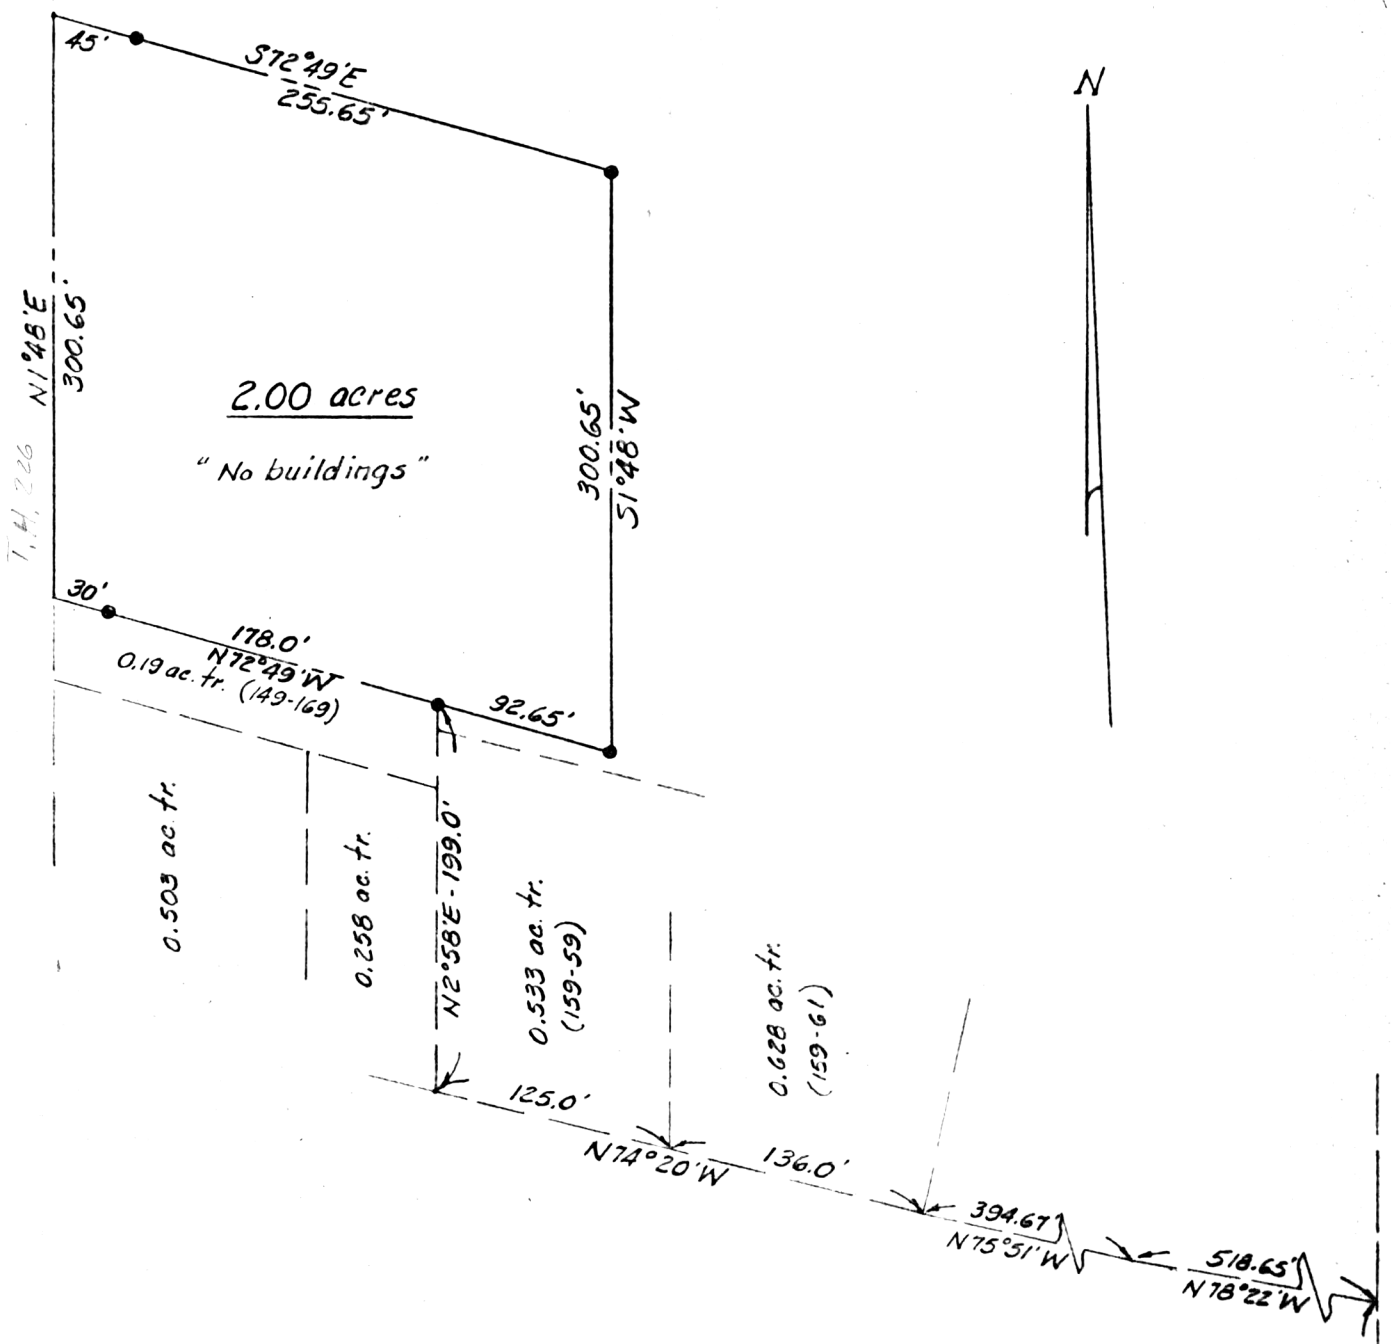 45'
S72°49'E
255.65'
N
N1°48'E
300.65'
2.00 acres
"No buildings"
300.65'
S1°48'W
T.H. 226
30'
178.0'
N72°49'W
0.19 ac. tr. (149-169)
92.65'
0.503 ac. tr.
0.258 ac. tr.
N2°58'E - 199.0'
0.533 ac. tr.
(159-59)
0.628 ac. tr.
(159-61)
125.0'
N74°20'W
136.0'
394.67'
N75°51'W
518.65'
N78°22'W